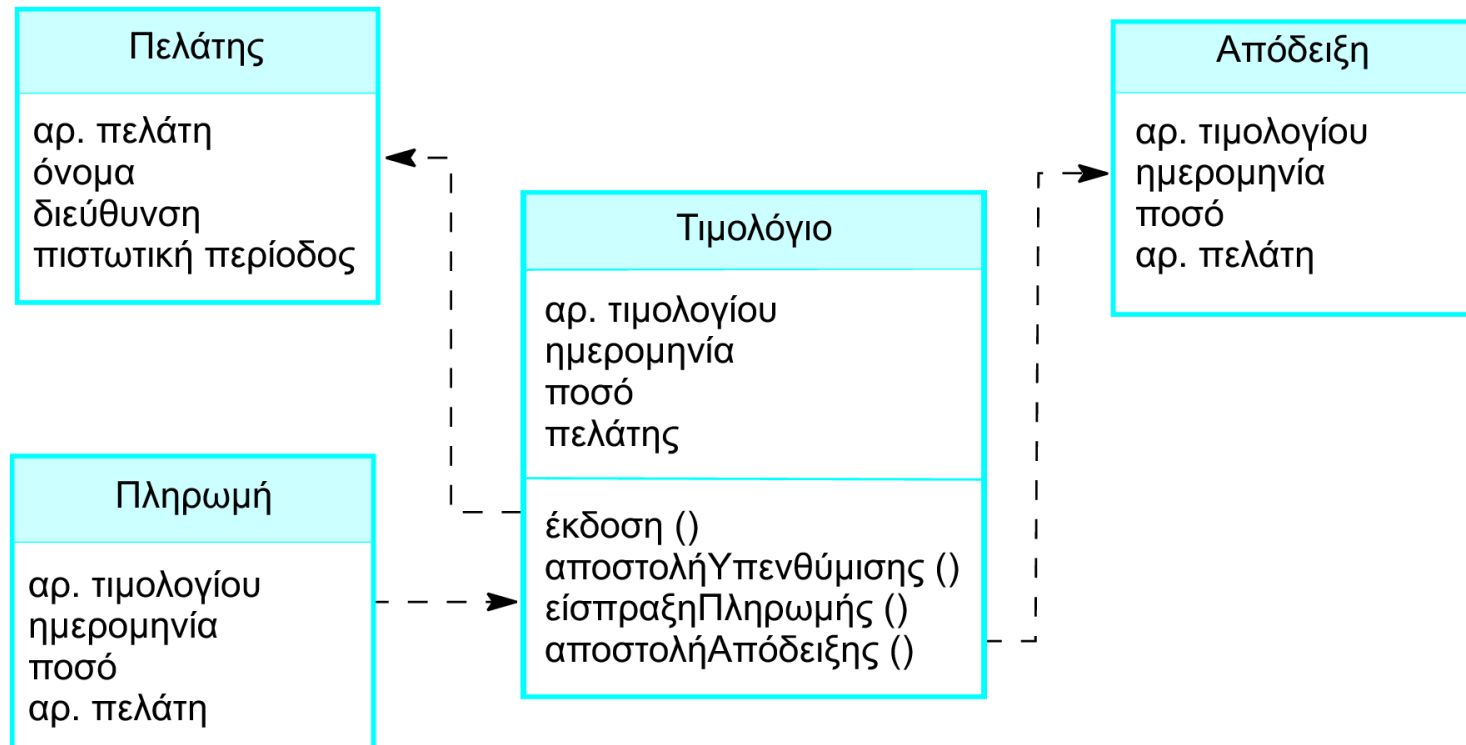 Πελάτης
αρ. πελάτη
όνομα
διεύθυνση
πιστωτική περίοδος
Πληρωμή
αρ. τιμολογίου
ημερομηνία
ποσό
αρ. πελάτη
Τιμολόγιο
αρ. τιμολογίου
ημερομηνία
ποσό
πελάτης
έκδοση ()
αποστολήΥπενθύμισης ()
είσπραξηΠληρωμής ()
αποστολήΑπόδειξης ()
Απόδειξη
αρ. τιμολογίου
ημερομηνία
ποσό
αρ. πελάτη